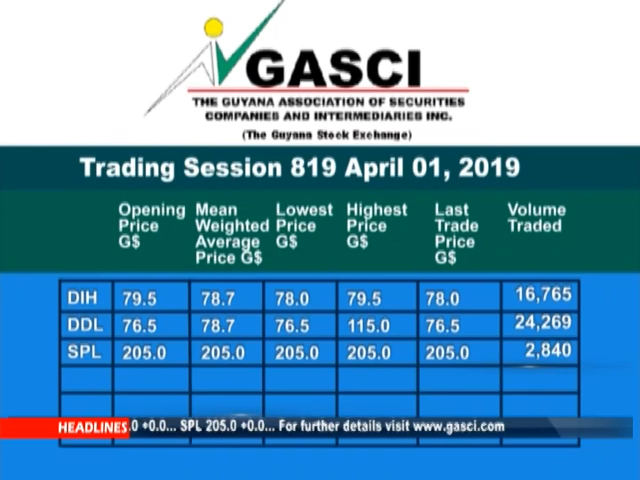 GASCI
THE GUYANA ASSOCIATION OF SECURITIES
COMPANIES AND INTERMEDIARIES INC.
(The Guyana Stock Exchange)
Trading Session 819 April 01, 2019
Opening Price G$ Mean Weighted Average Price G$ Lowest Price G$ Highest Price G$ Last Trade Price G$ Volume Traded
DIH 79.5 78.7 78.0 79.5 78.0 16,765
DDL 76.5 78.7 76.5 115.0 76.5 24,269
SPL 205.0 205.0 205.0 205.0 205.0 2,840
HEADLINES .0 +0.0... SPL 205.0 +0.0... For further details visit www.gasci.com